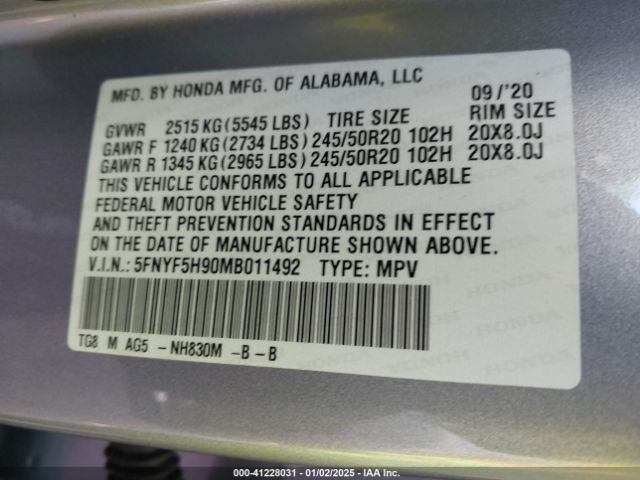 MFD. BY HONDA MFG. OF ALABAMA, LLC 09/'20
GVWR 2515 KG (5545 LBS) TIRE SIZE RIM SIZE
GAWR F 1240 KG (2734 LBS) 245/50R20 102H 20X8.0J
GAWR R 1345 KG (2965 LBS) 245/50R20 102H 20X8.0J
THIS VEHICLE CONFORMS TO ALL APPLICABLE
FEDERAL MOTOR VEHICLE SAFETY
AND THEFT PREVENTION STANDARDS IN EFFECT
ON THE DATE OF MANUFACTURE SHOWN ABOVE.
V.I.N.: 5FNYF5H90MB011492 TYPE: MPV
TG8 M AG5 -NH830M -B-B
000-41228031 - 01/02/2025 - IAA Inc.